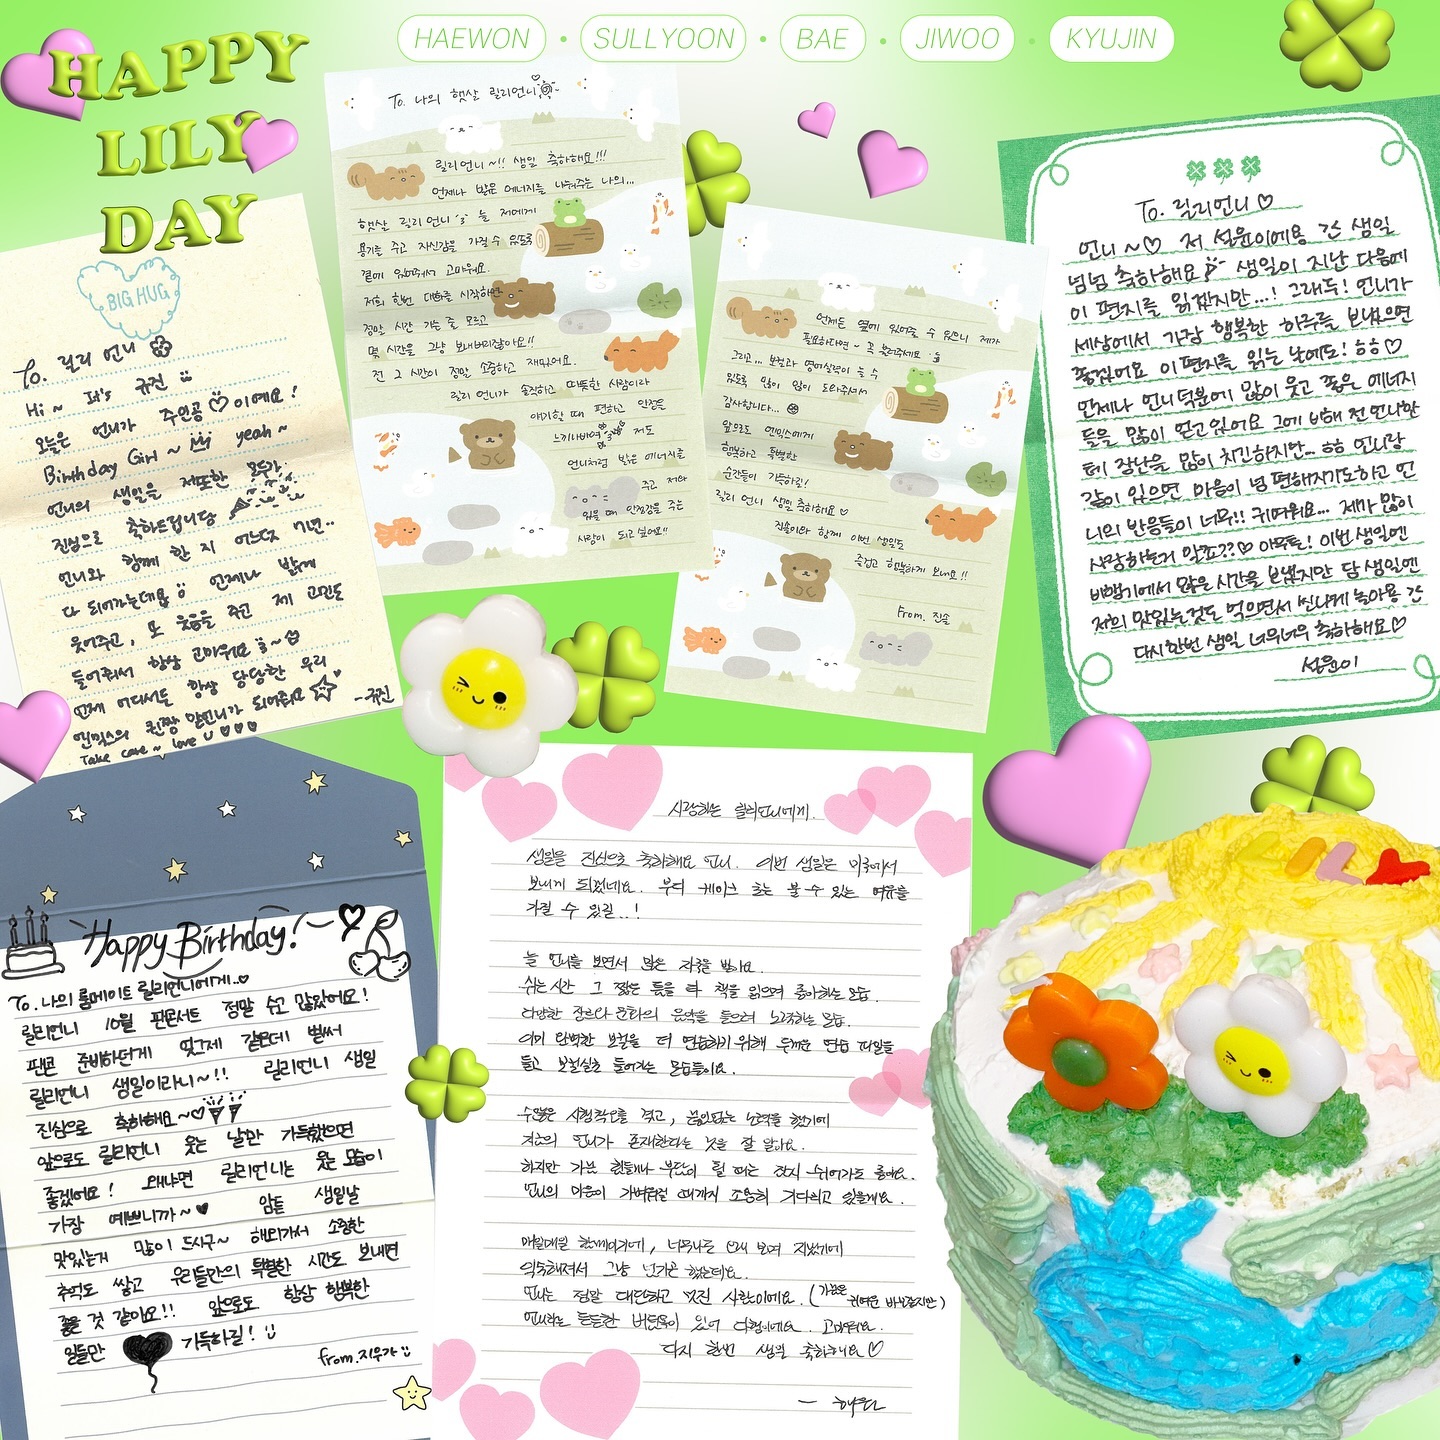 HAPPY
LILY
DAY
HAEWON • SULLYOON • BAE • JIWOO • KYUJIN
BIG HUG
To. 릴리 언니
Hi ~ It's 규진
오늘은 언니가 주인공 ♡ 이예요!
Birthday Girl ~ yeah ~
언니의 생일을 저또한 모두가
진심으로 축하드립니당
언니와 함께 한 지 어느덧 7년..
다 되어가는데요 언제나 밝게
웃어주고, 또 웃음을 주고 제 고민도
들어줘서 항상 고마워요
언제 어디서든 항상 당당한 우리
엔믹스의 퀸짱 맏언니가 되어줘요 -규진
Take care ~ love U ♡♡♡
To. 나의 햇살 릴리언니
릴리언니~!! 생일 축하해요!!!
언제나 밝은 에너지를 나눠주는 나의...
햇살 릴리언니 늘 저에게
용기를 주고 자신감을 가질 수 있도록
곁에 있어줘서 고마워요.
저희 한번 대화를 시작하면
정말 시간 가는 줄 모르고
몇 시간을 그냥 보내버리잖아요!!
전 그 시간이 정말 소중하고 재밌어요.
릴리 언니가 솔직하고 따뜻한 사람이라
얘기할 때 편하고 안정을
느끼나봐여 저도
언니처럼 밝은 에너지를
주고 저와
있을 때 안정감을 주는
사람이 되고싶어요!!
언제든 옆에 있어줄 수 있으니 제가
필요하다면~ 꼭 불러주세요
그리고... 보컬과 영어실력이 늘 수
있도록 많이 많이 도와주셔서
감사합니다...
앞으로도 엔믹스에게
행복하고 특별한
순간들이 가득하길!
릴리 언니 생일 축하해요♡
진솔이와 함께 이번 생일도
즐겁고 행복하게 보내요!!
From. 진솔
To. 릴리언니♡
언니~♡ 저 설윤이에용 긴 생일
넘넘 축하해요 생일이 지난 다음에
이 편지를 읽겠지만...! 그래두! 언니가
세상에서 가장 행복한 하루를 보냈으면
좋겠어요 이 편지를 읽는 날에도! ㅎㅎ♡
언제나 언니 덕분에 많이 웃고 좋은 에너지
들을 많이 얻고있어요 그에 비해 전 언니한
테 장난을 많이 치긴하지만... ㅎㅎ 언니랑
같이 있으면 마음이 넘 편해지기도하고 언
니의 반응들이 너무!! 귀여워요... 제가 많이
사랑하는거 알죠??♡ 아무튼! 이번 생일엔
비행기에서 많은 시간을 보냈지만 담 생일엔
저희 맛있는것도 먹으면서 씐나게 놀아용
다시한번 생일 너무너무 축하해요♡
설윤이
Happy Birthday!
To. 나의 룸메이트 릴리언니에게..♡
릴리언니 10월 팬콘서트 정말 수고 많았어요!
팬콘 준비하던게 엊그제 같은데 벌써
릴리언니 생일이라니~!! 릴리언니 생일
진심으로 축하해요~♡
앞으로도 릴리언니 웃는 날만 가득했으면
좋겠어요! 왜냐면 릴리언니는 웃는 모습이
가장 예쁘니까~♥ 암튼 생일날
맛있는거 많이 드시구~ 해외가서 소중한
추억도 쌓고 우리들만의 특별한 시간도 보내면
좋을 것 같아요!! 앞으로도 항상 행복한
일들만 가득하길!
from.지우가
사랑하는 릴리언니에게.
생일을 진심으로 축하해요 언니. 이번 생일은 미국에서
보내게 되었네요. 부디 케이스 초는 불 수 있는 여유를
가질 수 있길..!
늘 언니를 보면서 많은 자극을 받아요.
쉬는시간 그 짧은 틈을 타 책을 읽으며 좋아하는 모습.
다양한 장르와 문화의 음악을 들으며 노래하는 모습.
이미 완벽한 보컬을 더 연습하기 위해 두꺼운 연습 파일을
들고 보컬실로 들어가는 모습들이요.
수많은 시행착오를 겪고, 끊임없는 노력을 했기에
지금의 언니가 존재한다는 것을 잘 알아요.
하지만 가끔 힘들거나 부담이 될 때는 잠시 쉬어가도 좋아요.
언니의 마음이 가벼워질 때까지 조용히 기다리고 있을게요.
매일매일 함께이기에, 너무나도 오래 보여 지냈기에
익숙해져서 그냥 넘기곤 했는데요.
언니는 정말 대단하고 멋진 사람이에요. (가끔은 귀여운 바보같지만)
언니라는 든든한 버팀목이 있어 다행이에요. 고마워요.
다시 한번 생일 축하해요♡
— 해원
LILY